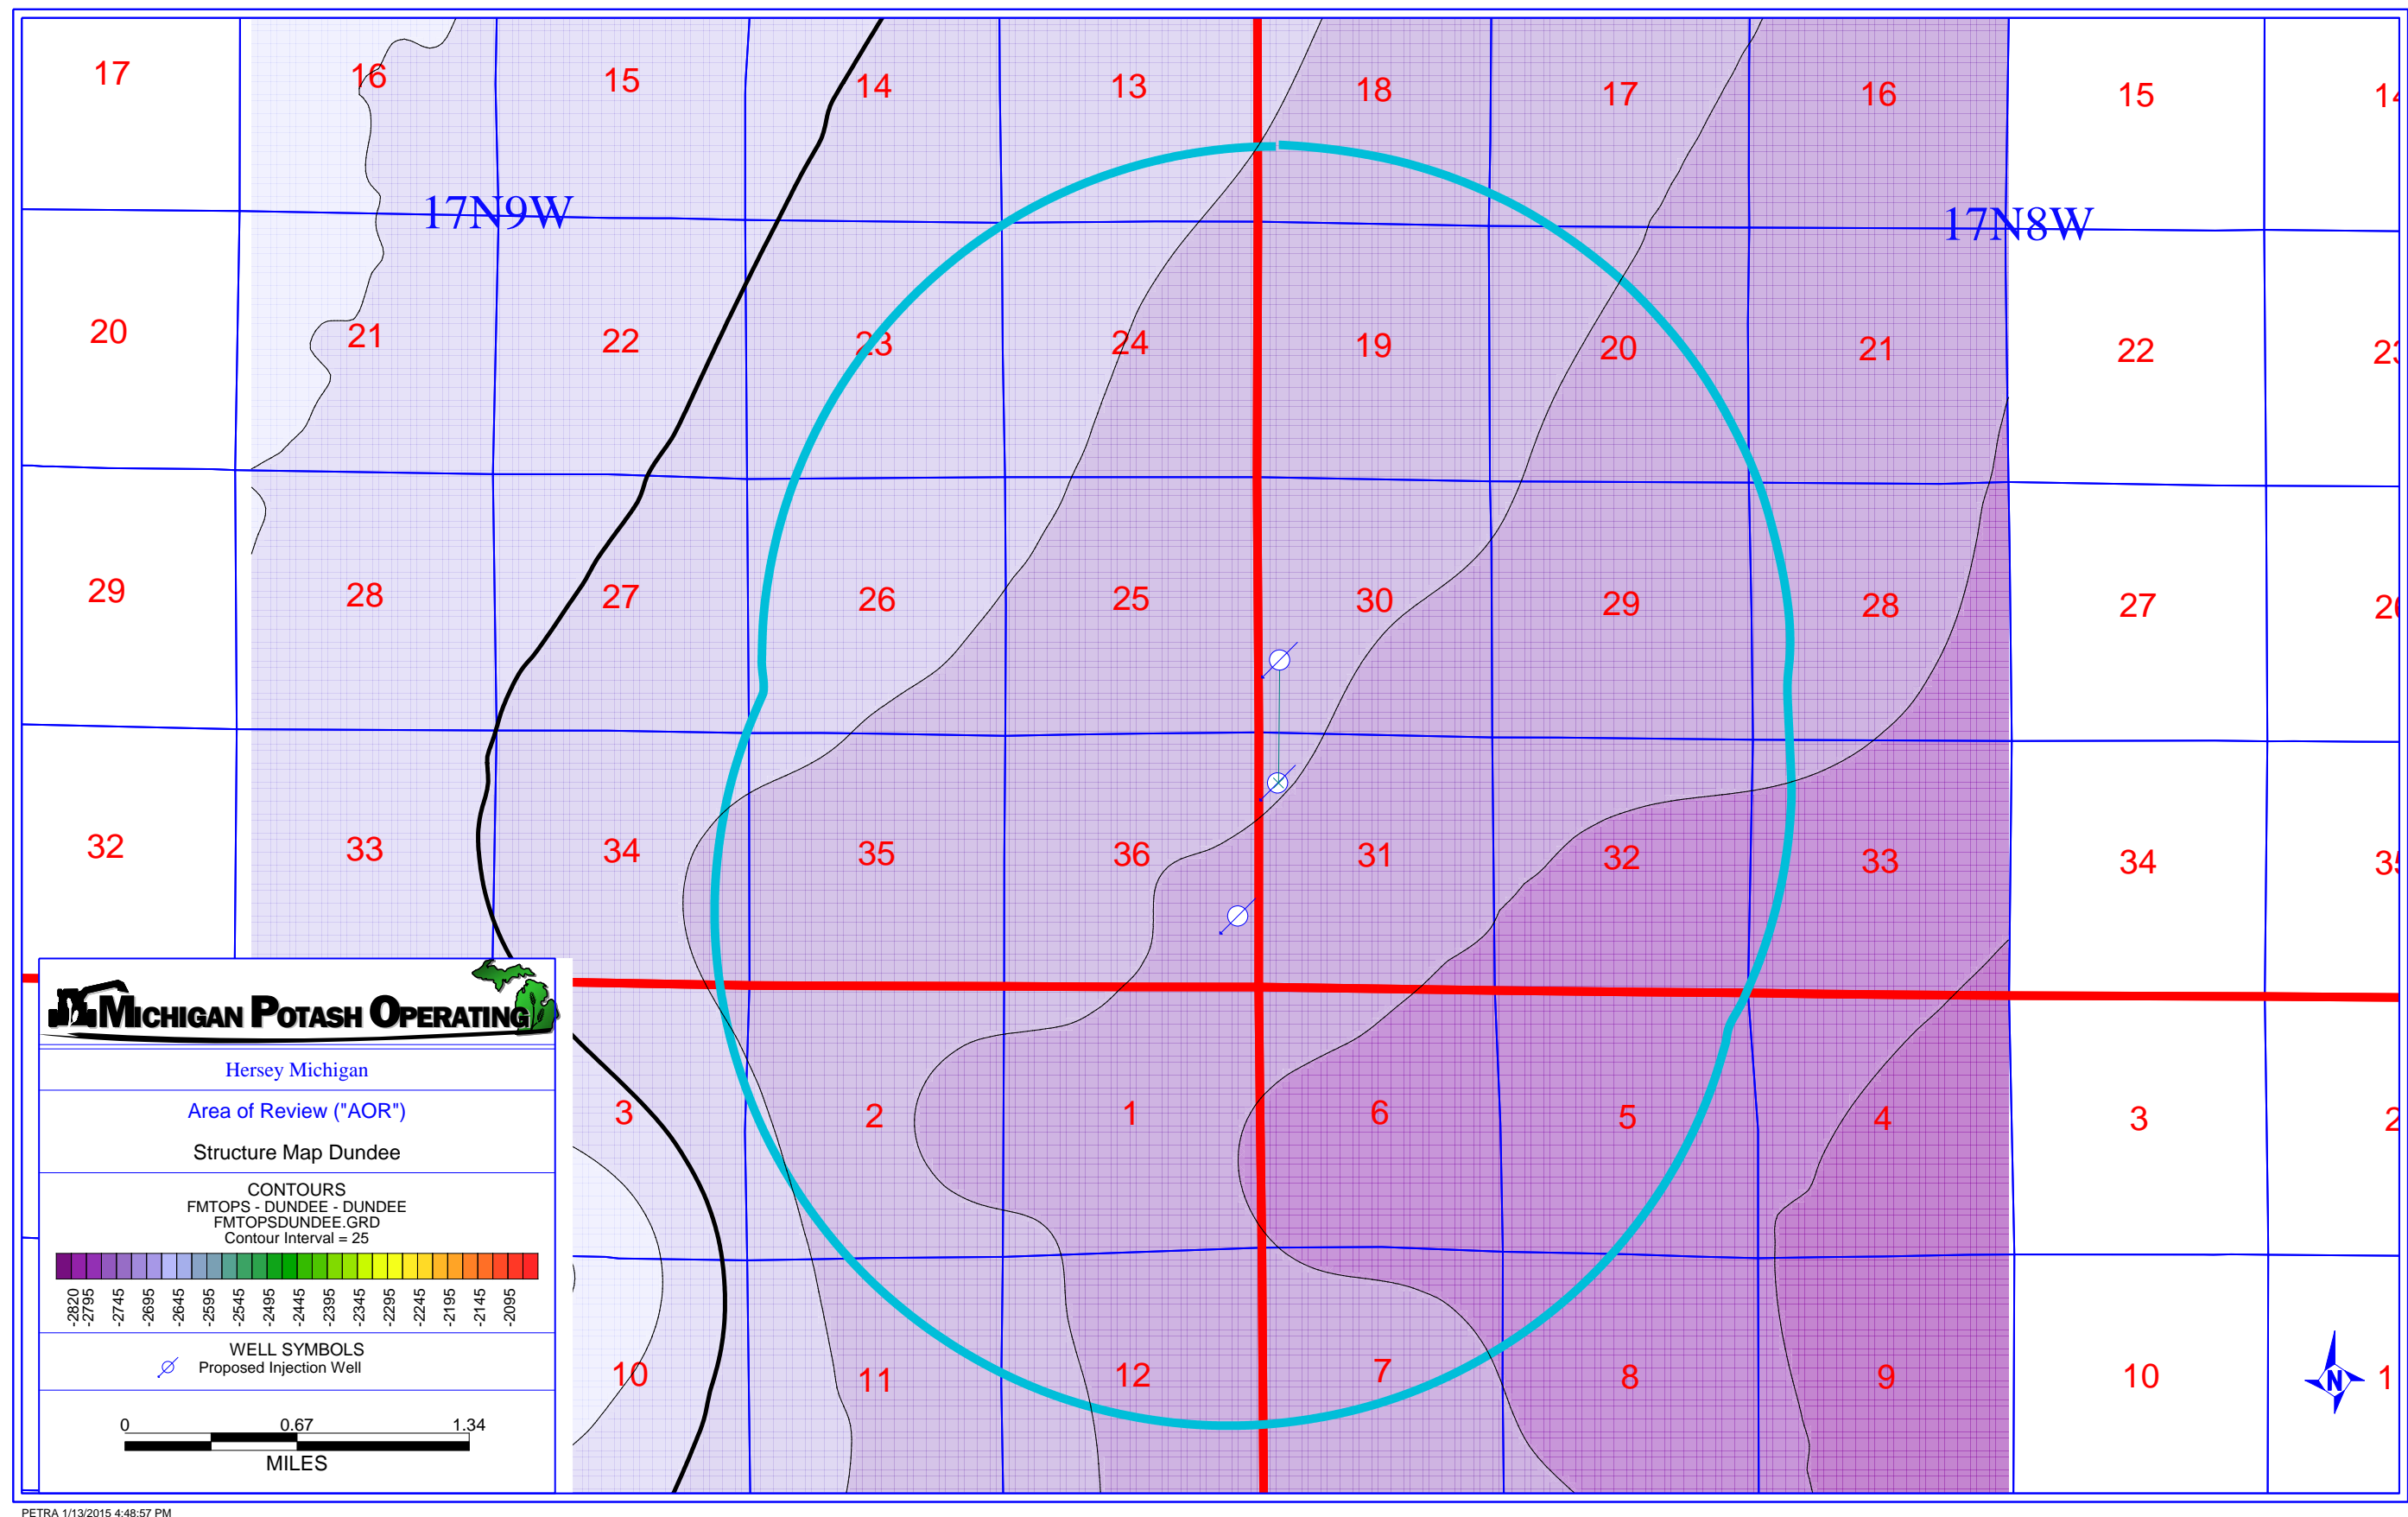 17 16 15 14 13 18 17 16 15 14
17N9W 17N8W
20 21 22 23 24 19 20 21 22 23
29 28 27 26 25 30 29 28 27 26
32 33 34 35 36 31 32 33 34 35
3 2 1 6 5 4 3 2
10 11 12 7 8 9 10 1
MICHIGAN POTASH OPERATING
Hersey Michigan
Area of Review ("AOR")
Structure Map Dundee
CONTOURS
FMTOPS - DUNDEE - DUNDEE
FMTOPSDUNDEE.GRD
Contour Interval = 25
-2820 -2795 -2745 -2695 -2645 -2595 -2545 -2495 -2445 -2395 -2345 -2295 -2245 -2195 -2145 -2095
WELL SYMBOLS
Proposed Injection Well
0 0.67 1.34
MILES
N
PETRA 1/13/2015 4:48:57 PM